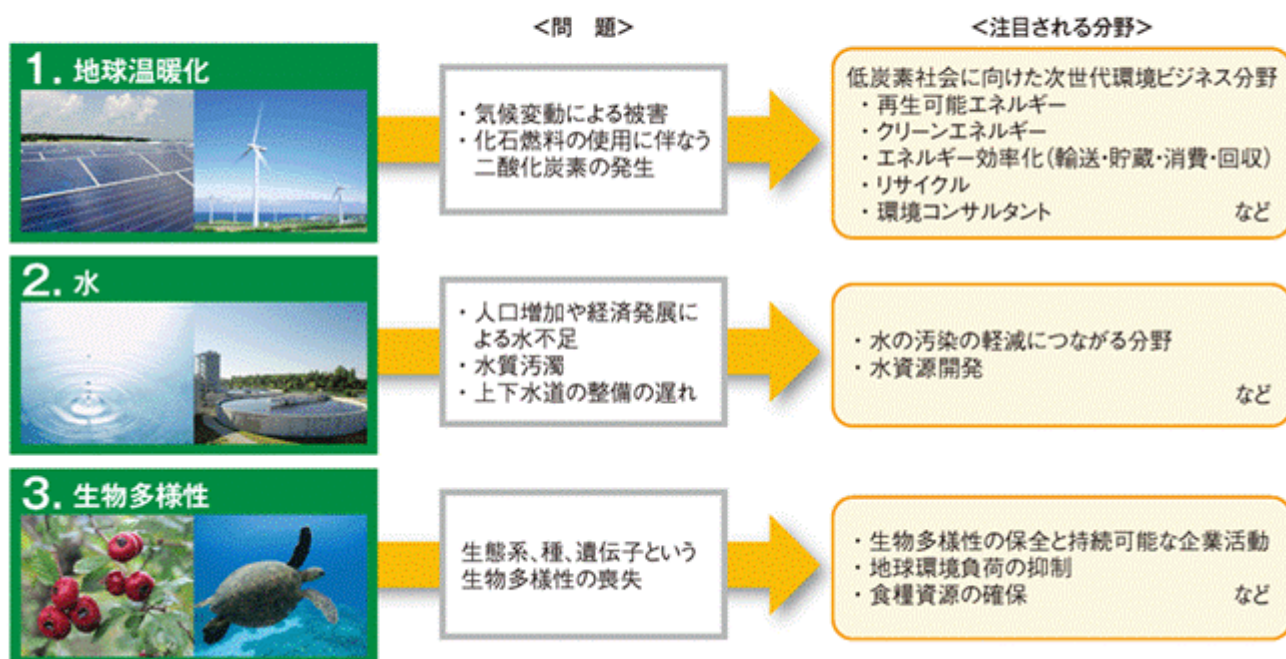 <問　題>
<注目される分野>
1. 地球温暖化
・気候変動による被害
・化石燃料の使用に伴なう
二酸化炭素の発生
低炭素社会に向けた次世代環境ビジネス分野
・再生可能エネルギー
・クリーンエネルギー
・エネルギー効率化(輸送・貯蔵・消費・回収)
・リサイクル
・環境コンサルタント　など
2. 水
・人口増加や経済発展に
よる水不足
・水質汚濁
・上下水道の整備の遅れ
・水の汚染の軽減につながる分野
・水資源開発
など
3. 生物多様性
生態系、種、遺伝子という
生物多様性の喪失
・生物多様性の保全と持続可能な企業活動
・地球環境負荷の抑制
・食糧資源の確保　など